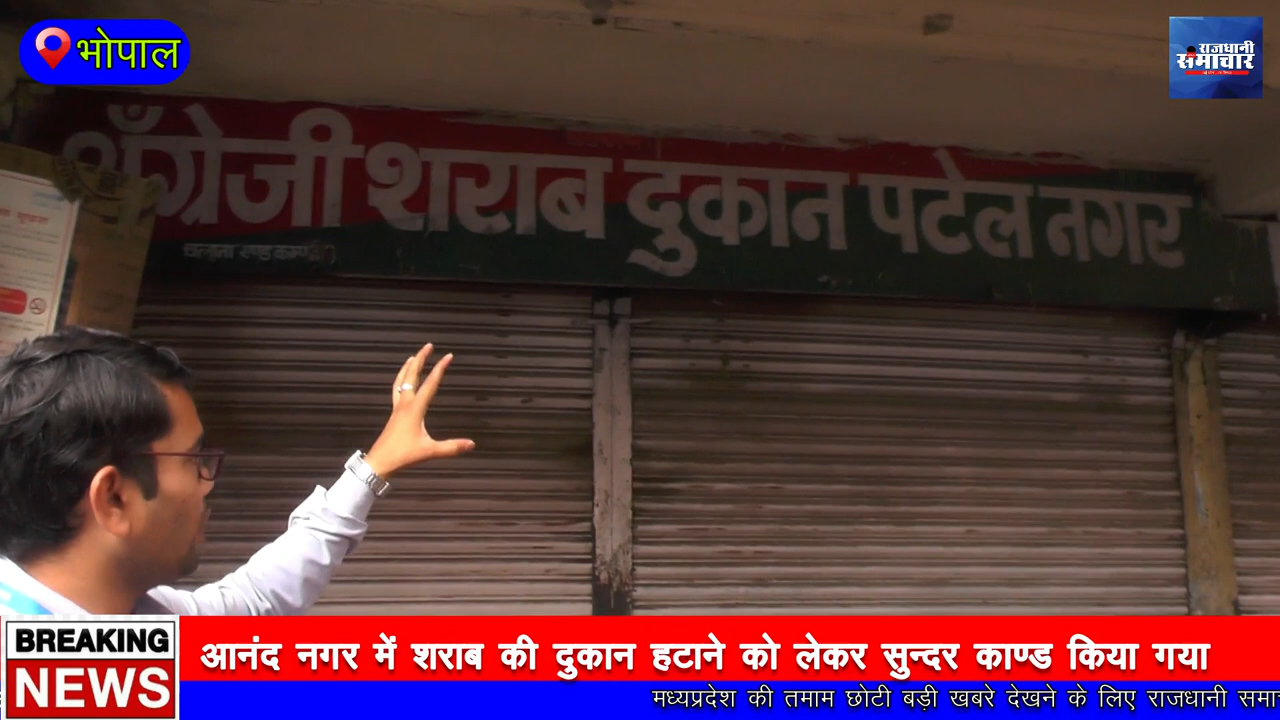 भोपाल
राजधानी
समाचार
अँग्रेजी शराब दुकान पटेल नगर
BREAKING
NEWS
आनंद नगर में शराब की दुकान हटाने को लेकर सुन्दर काण्ड किया गया
मध्यप्रदेश की तमाम छोटी बड़ी खबरे देखने के लिए राजधानी समा